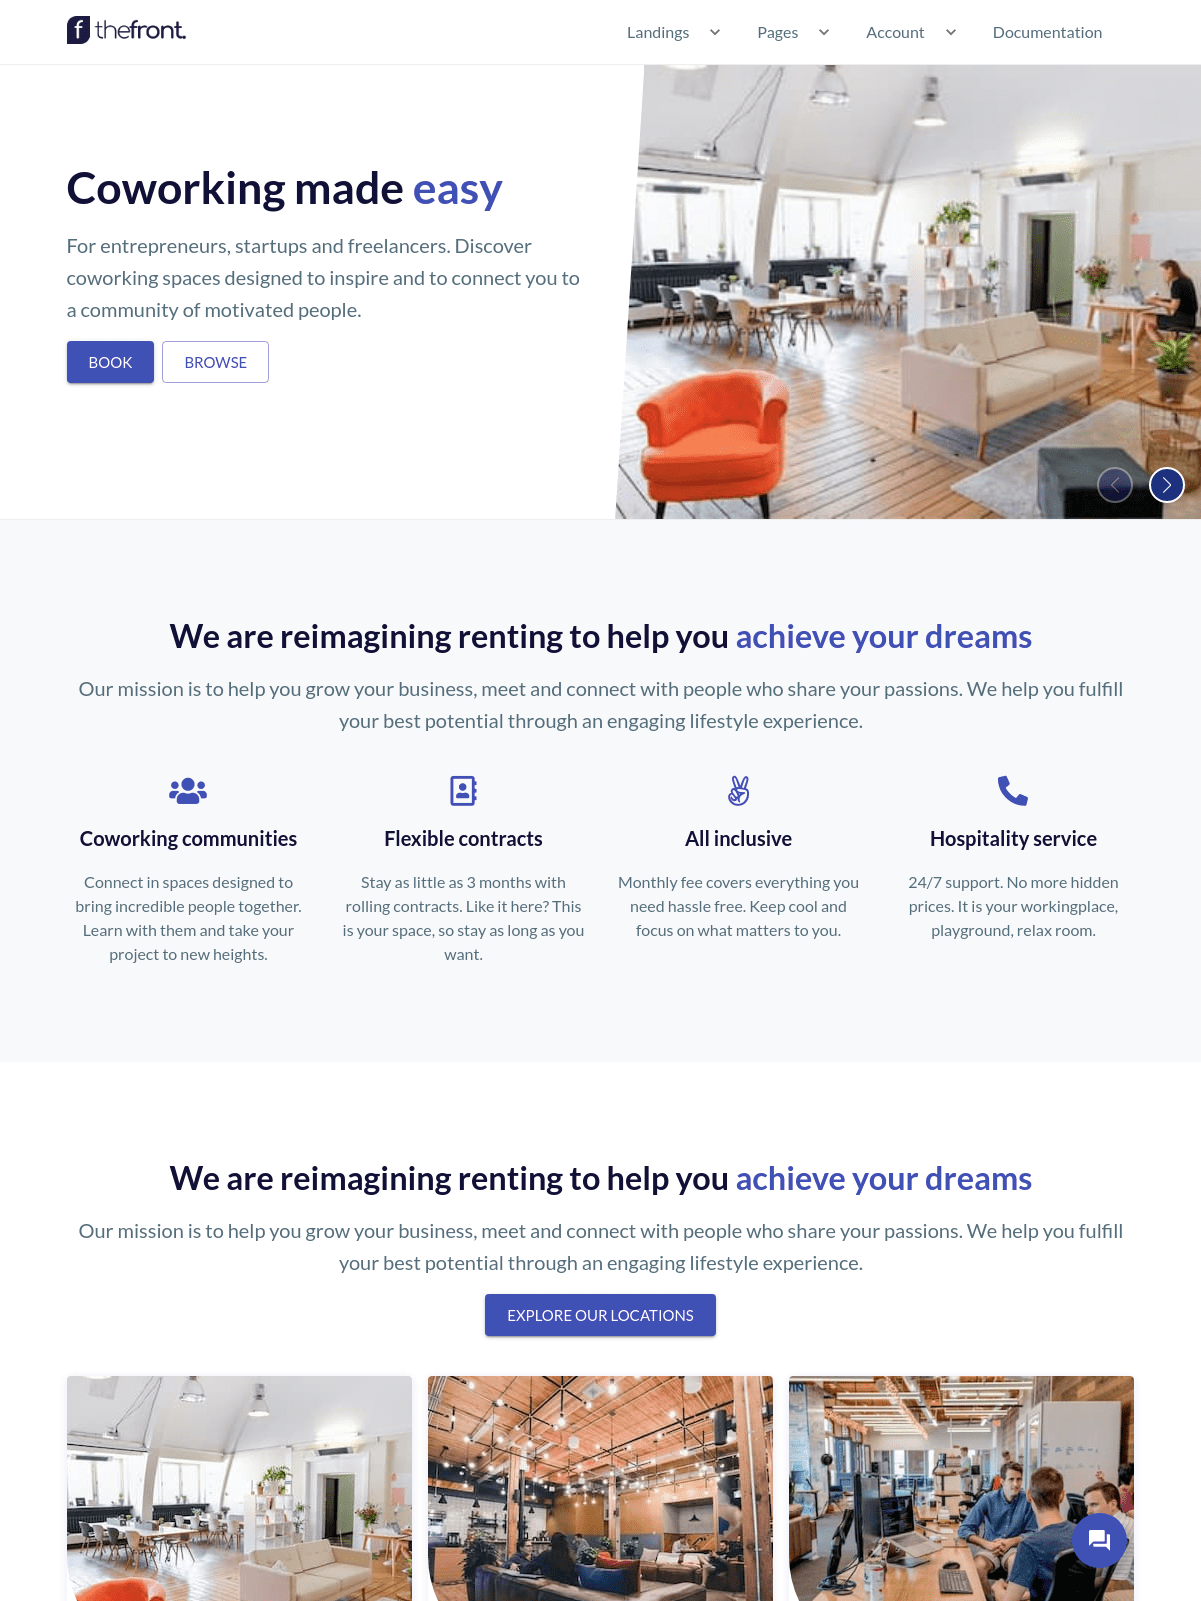 f thefront.
Landings Pages Account Documentation
Coworking made easy
For entrepreneurs, startups and freelancers. Discover
coworking spaces designed to inspire and to connect you to
a community of motivated people.
BOOK BROWSE
We are reimagining renting to help you achieve your dreams
Our mission is to help you grow your business, meet and connect with people who share your passions. We help you fulfill
your best potential through an engaging lifestyle experience.
Coworking communities
Connect in spaces designed to
bring incredible people together.
Learn with them and take your
project to new heights.
Flexible contracts
Stay as little as 3 months with
rolling contracts. Like it here? This
is your space, so stay as long as you
want.
All inclusive
Monthly fee covers everything you
need hassle free. Keep cool and
focus on what matters to you.
Hospitality service
24/7 support. No more hidden
prices. It is your workingplace,
playground, relax room.
We are reimagining renting to help you achieve your dreams
Our mission is to help you grow your business, meet and connect with people who share your passions. We help you fulfill
your best potential through an engaging lifestyle experience.
EXPLORE OUR LOCATIONS